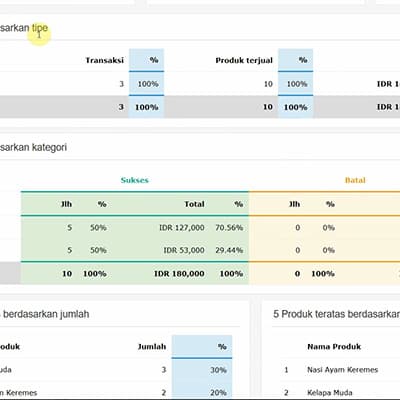 sarkan tipe
Transaksi % Produk terjual %
3 100% 10 100% IDR 1
3 100% 10 100% IDR 1
sarkan kategori
Sukses Batal
Jlh % Total % Jlh %
5 50% IDR 127,000 70.56% 0 0%
5 50% IDR 53,000 29.44% 0 0%
10 100% IDR 180,000 100% 0 100%
berdasarkan jumlah 5 Produk teratas berdasarkan
oduk Jumlah % Nama Produk
uda 3 30% 1 Nasi Ayam Keremes
m Keremes 2 20% 2 Kelapa Muda